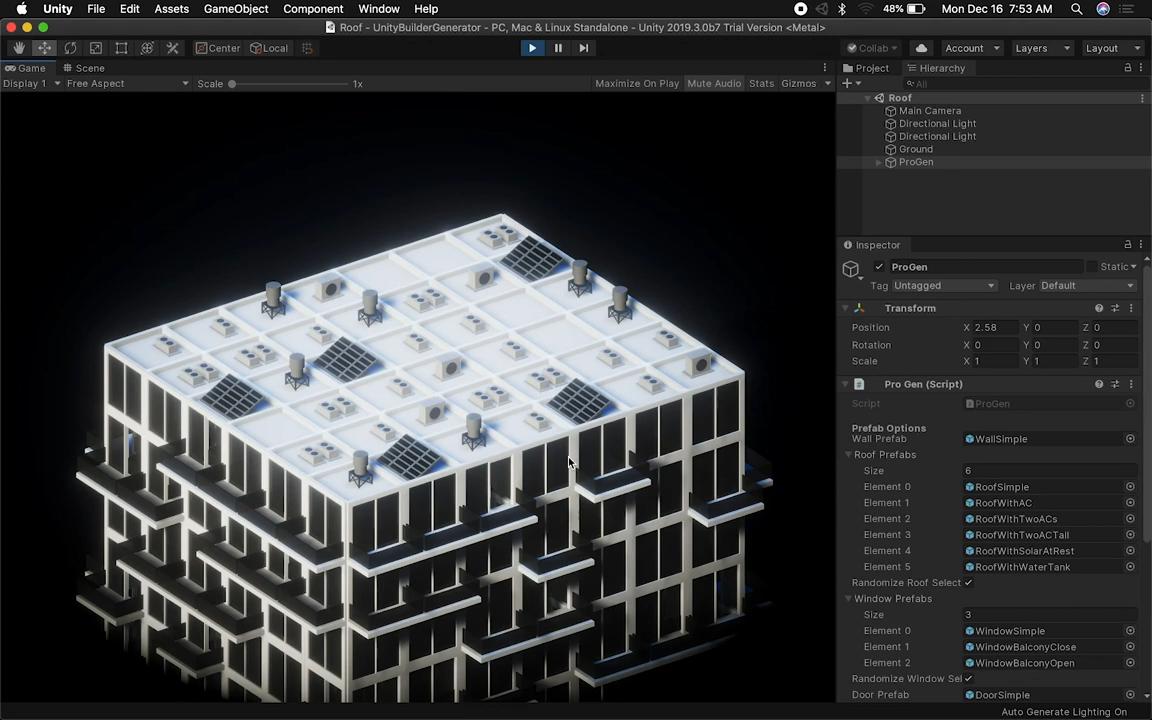 Unity File Edit Assets GameObject Component Window Help 48% Mon Dec 16 7:53 AM
Roof - UnityBuilderGenerator - PC, Mac & Linux Standalone - Unity 2019.3.0b7 Trial Version <Metal>
Center Local Collab Account Layers Layout
Game Scene Project Hierarchy
Display 1 Free Aspect Scale 1x Maximize On Play Mute Audio Stats Gizmos All
Roof
Main Camera
Directional Light
Directional Light
Ground
ProGen
Inspector
ProGen Static
Tag Untagged Layer Default
Transform
Position X 2.58 Y 0 Z 0
Rotation X 0 Y 0 Z 0
Scale X 1 Y 1 Z 1
Pro Gen (Script)
Script ProGen
Prefab Options
Wall Prefab WallSimple
Roof Prefabs
Size 6
Element 0 RoofSimple
Element 1 RoofWithAC
Element 2 RoofWithTwoACs
Element 3 RoofWithTwoACTall
Element 4 RoofWithSolarAtRest
Element 5 RoofWithWaterTank
Randomize Roof Select
Window Prefabs
Size 3
Element 0 WindowSimple
Element 1 WindowBalconyClose
Element 2 WindowBalconyOpen
Randomize Window Sel
Door Prefab DoorSimple
Auto Generate Lighting On